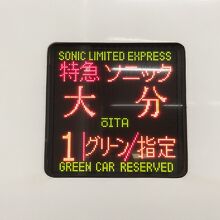 SONIC LIMITED EXPRESS
特急 ソニック
大 分
ŌITA
1 グリーン/指定
GREEN CAR RESERVED